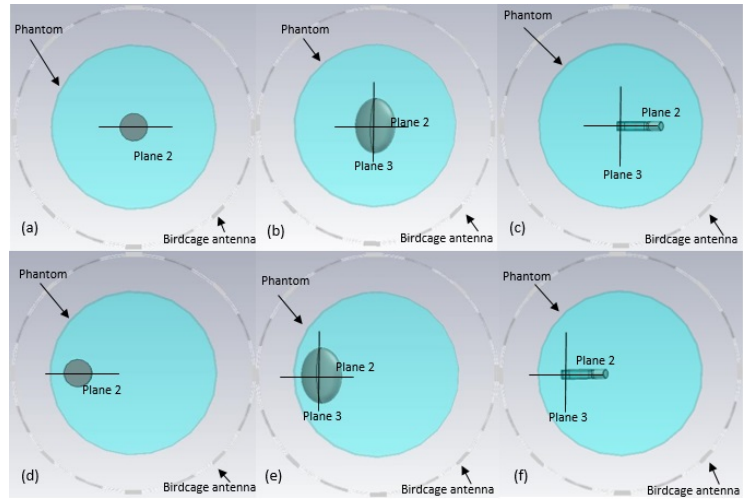 Phantom
Plane 2
(a)
Birdcage antenna
Phantom
Plane 2
Plane 3
(b)
Birdcage antenna
Phantom
Plane 2
Plane 3
(c)
Birdcage antenna
Phantom
Plane 2
(d)
Birdcage antenna
Phantom
Plane 2
Plane 3
(e)
Birdcage antenna
Phantom
Plane 2
Plane 3
(f)
Birdcage antenna